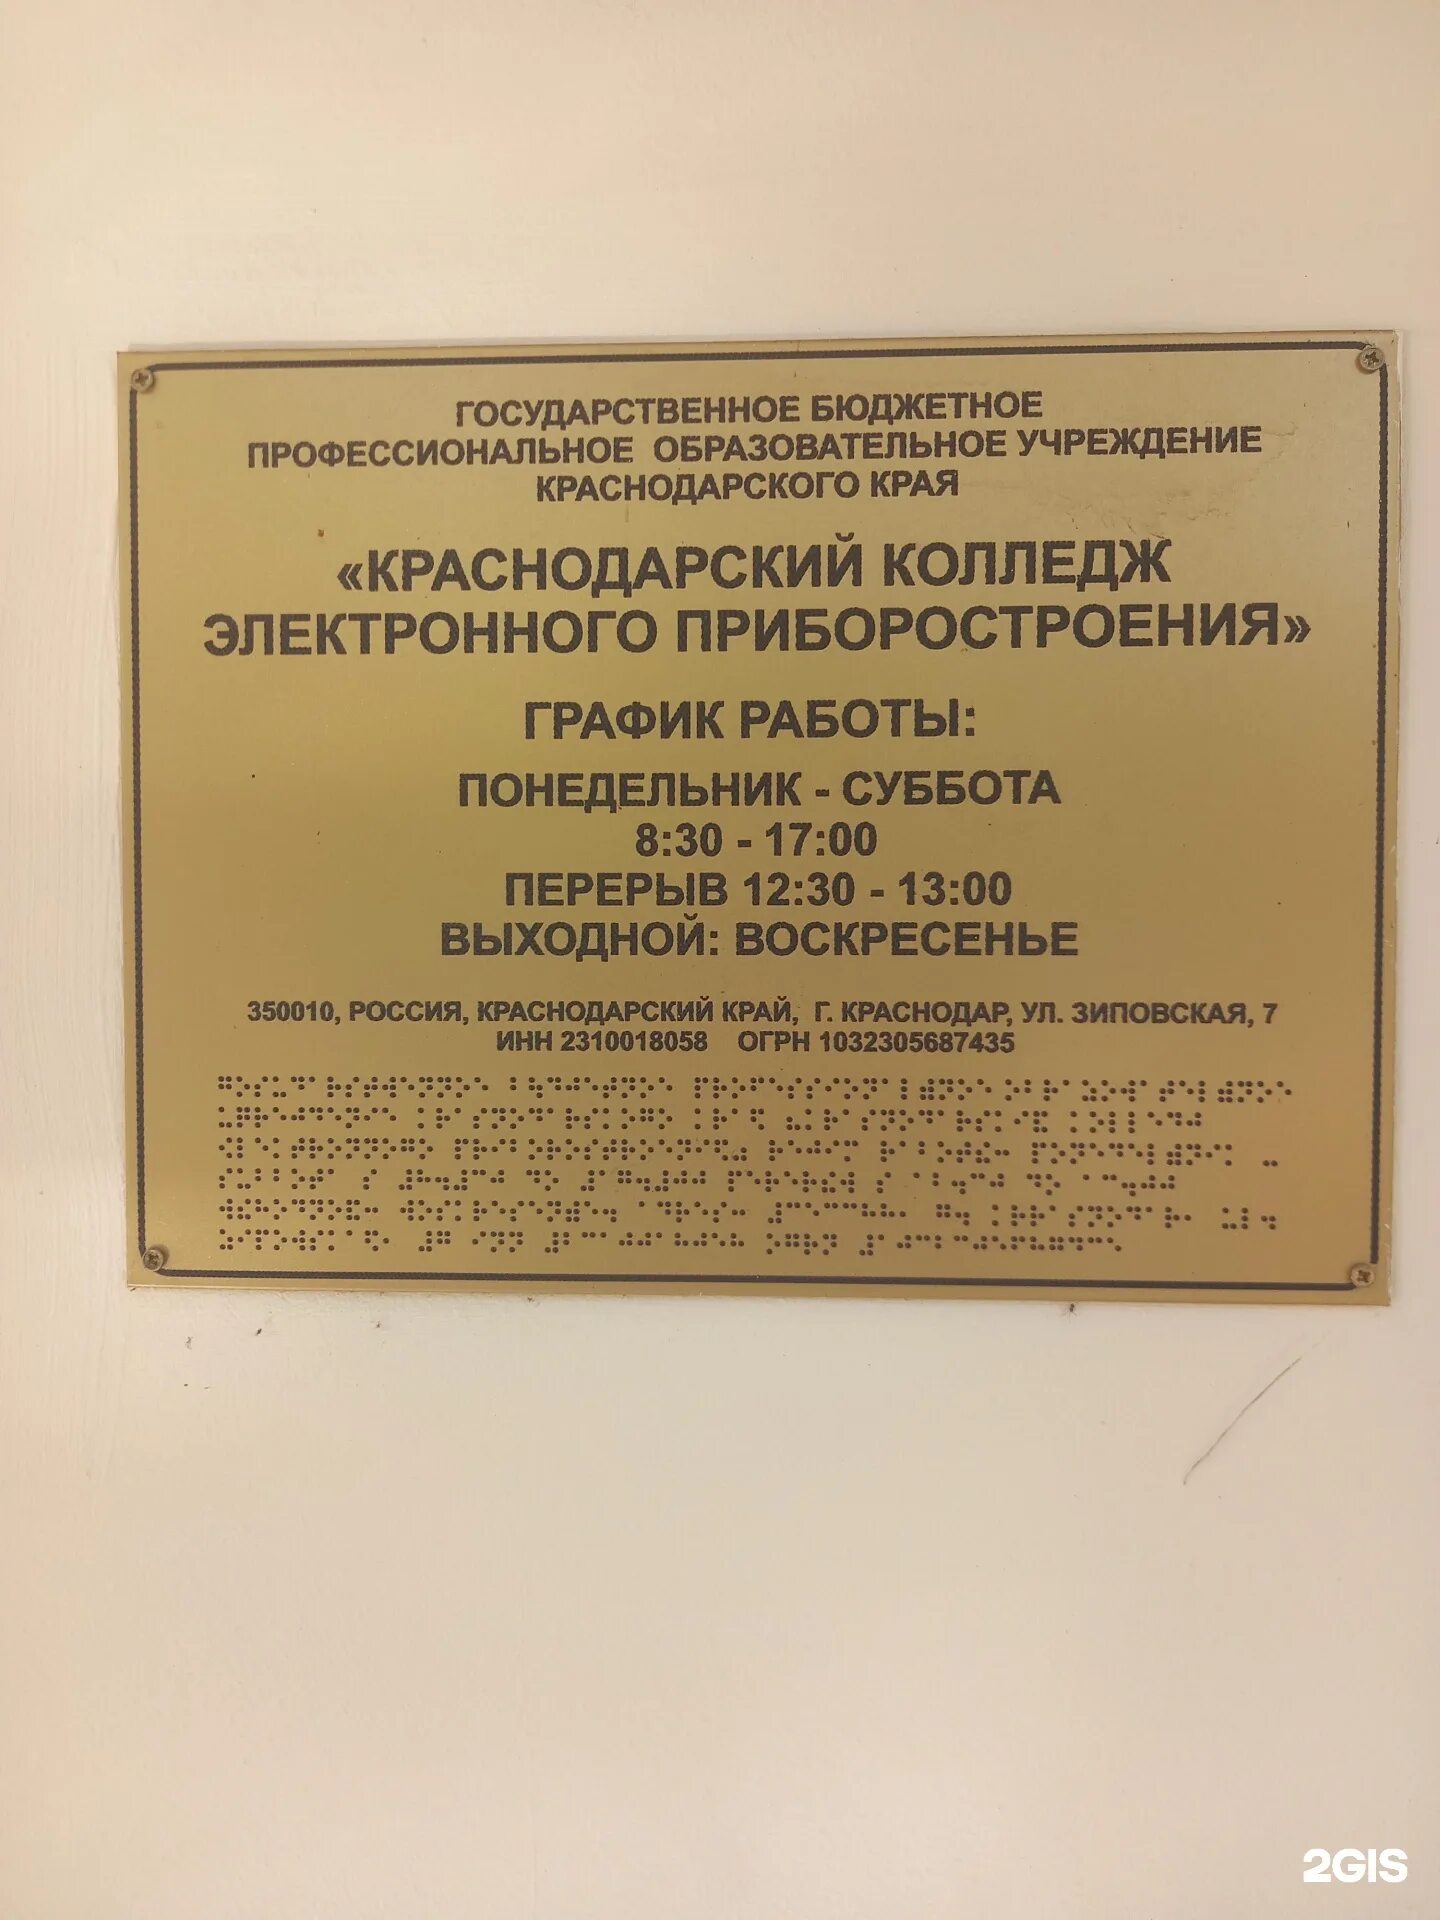 ГОСУДАРСТВЕННОЕ БЮДЖЕТНОЕ
ПРОФЕССИОНАЛЬНОЕ ОБРАЗОВАТЕЛЬНОЕ УЧРЕЖДЕНИЕ
КРАСНОДАРСКОГО КРАЯ
«КРАСНОДАРСКИЙ КОЛЛЕДЖ
ЭЛЕКТРОННОГО ПРИБОРОСТРОЕНИЯ»
ГРАФИК РАБОТЫ:
ПОНЕДЕЛЬНИК - СУББОТА
8:30 - 17:00
ПЕРЕРЫВ 12:30 - 13:00
ВЫХОДНОЙ: ВОСКРЕСЕНЬЕ
350010, РОССИЯ, КРАСНОДАРСКИЙ КРАЙ, Г. КРАСНОДАР, УЛ. ЗИПОВСКАЯ, 7
ИНН 2310018058 ОГРН 1032305687435
2GIS